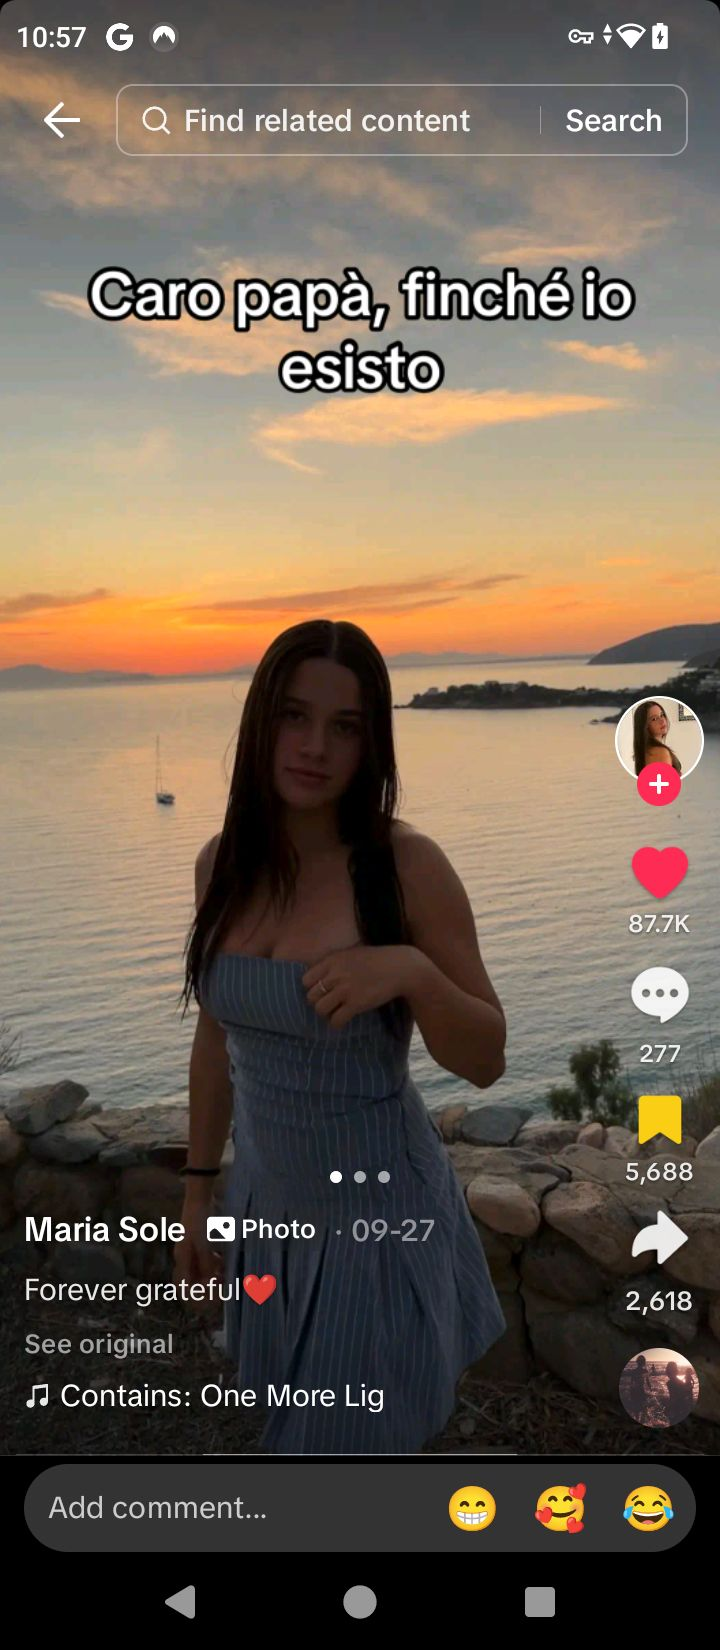 10:57
Find related content
Search
Caro papà, finché io
esisto
87.7K
277
5,688
2,618
Maria Sole
Photo
· 09-27
Forever grateful❤️
See original
Contains: One More Lig
Add comment...